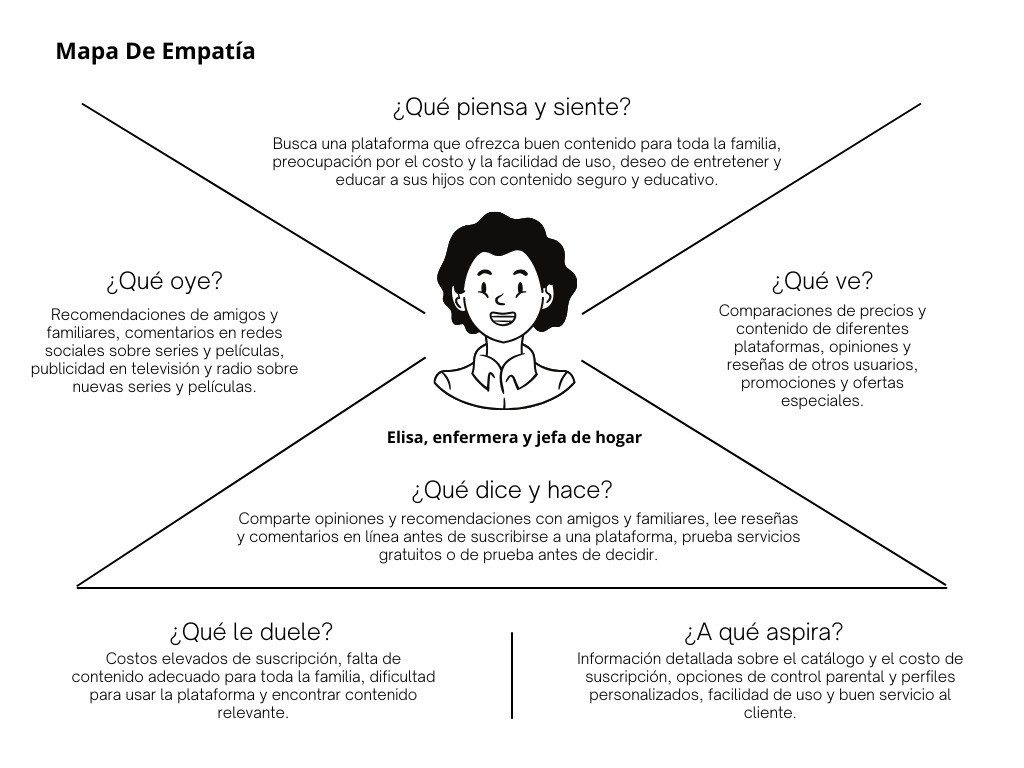 Mapa De Empatía
¿Qué piensa y siente?
Busca una plataforma que ofrezca buen contenido para toda la familia,
preocupación por el costo y la facilidad de uso, deseo de entretener y
educar a sus hijos con contenido seguro y educativo.
¿Qué oye?
Recomendaciones de amigos y
familiares, comentarios en redes
sociales sobre series y películas,
publicidad en televisión y radio sobre
nuevas series y películas.
¿Qué ve?
Comparaciones de precios y
contenido de diferentes
plataformas, opiniones y
reseñas de otros usuarios,
promociones y ofertas
especiales.
Elisa, enfermera y jefa de hogar
¿Qué dice y hace?
Comparte opiniones y recomendaciones con amigos y familiares, lee reseñas
y comentarios en línea antes de suscribirse a una plataforma, prueba servicios
gratuitos o de prueba antes de decidir.
¿Qué le duele?
Costos elevados de suscripción, falta de
contenido adecuado para toda la familia, dificultad
para usar la plataforma y encontrar contenido
relevante.
¿A qué aspira?
Información detallada sobre el catálogo y el costo de
suscripción, opciones de control parental y perfiles
personalizados, facilidad de uso y buen servicio al
cliente.